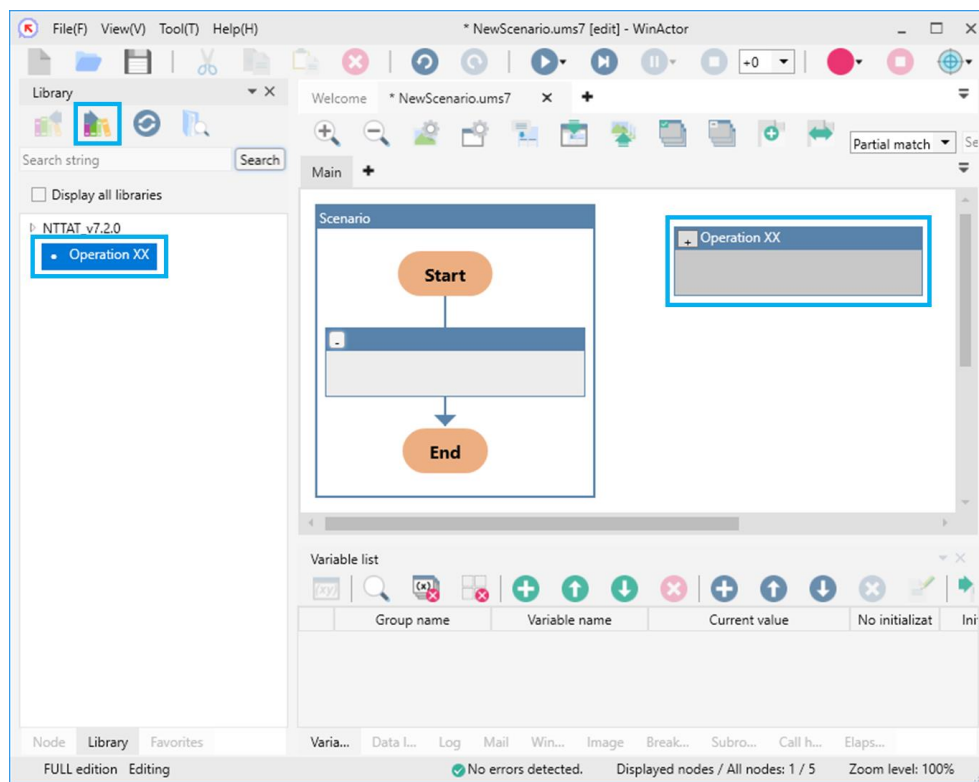 File(F) View(V) Tool(T) Help(H) * NewScenario.ums7 [edit] - WinActor
+0
Library
Welcome * NewScenario.ums7
Search string Search
Partial match Se
Main
Display all libraries
NTTAT_v7.2.0
Operation XX
Scenario
Start
-
End
+ Operation XX
Variable list
Group name Variable name Current value No initializat Ini
Node Library Favorites
Varia... Data l... Log Mail Win... Image Break... Subro... Call h... Elaps...
FULL edition Editing No errors detected. Displayed nodes / All nodes: 1 / 5 Zoom level: 100%